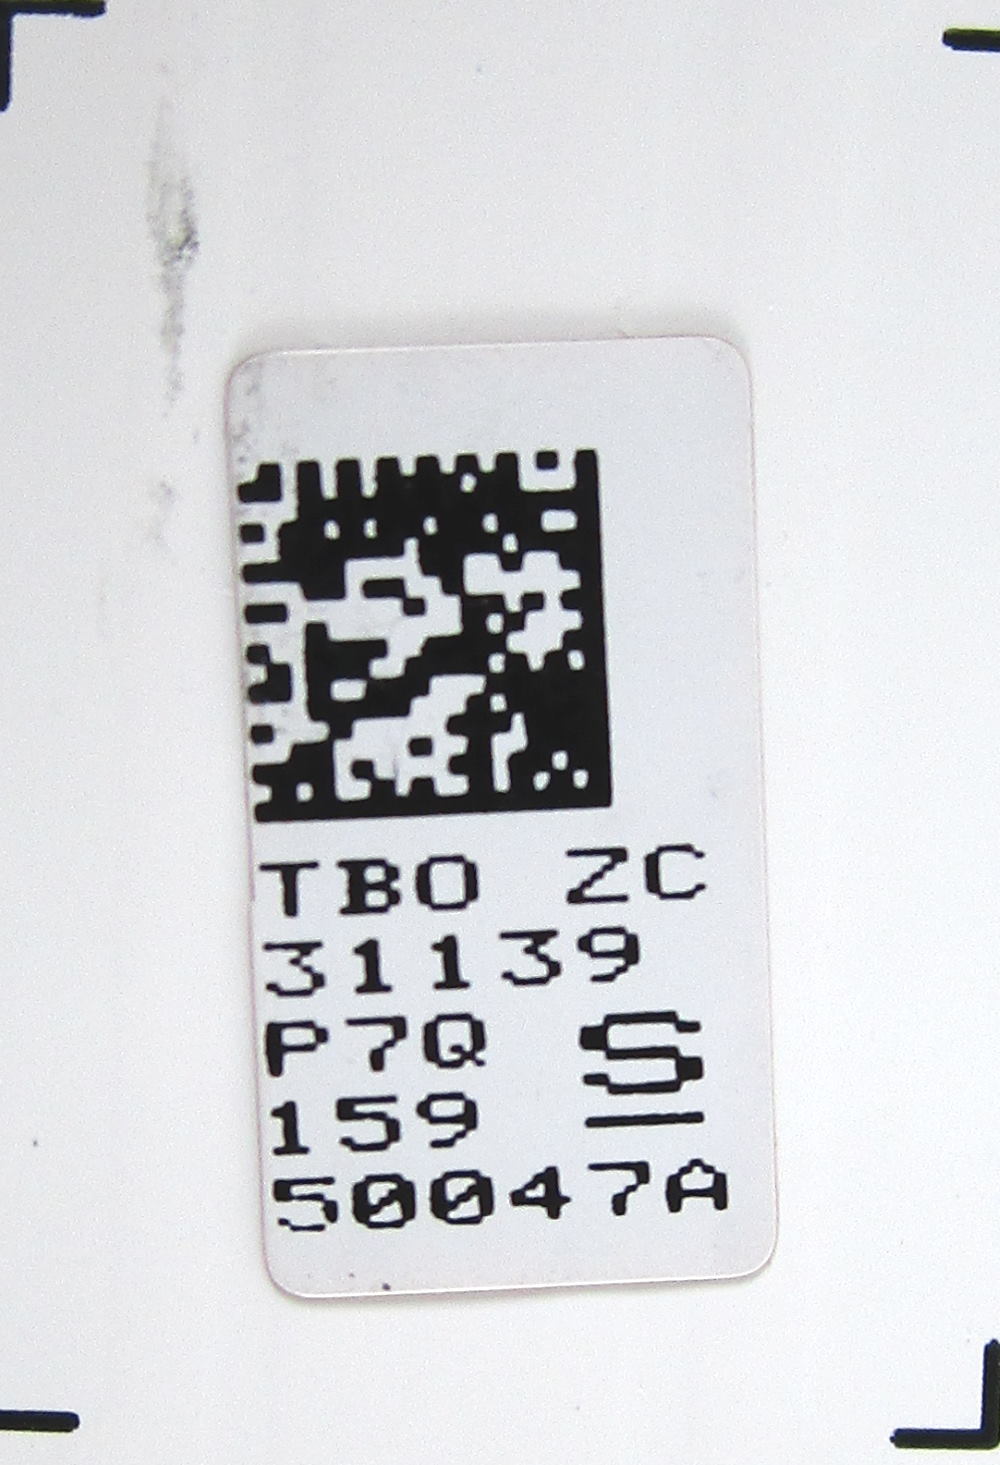 TBO ZC
31139
P7Q S
159
50047A